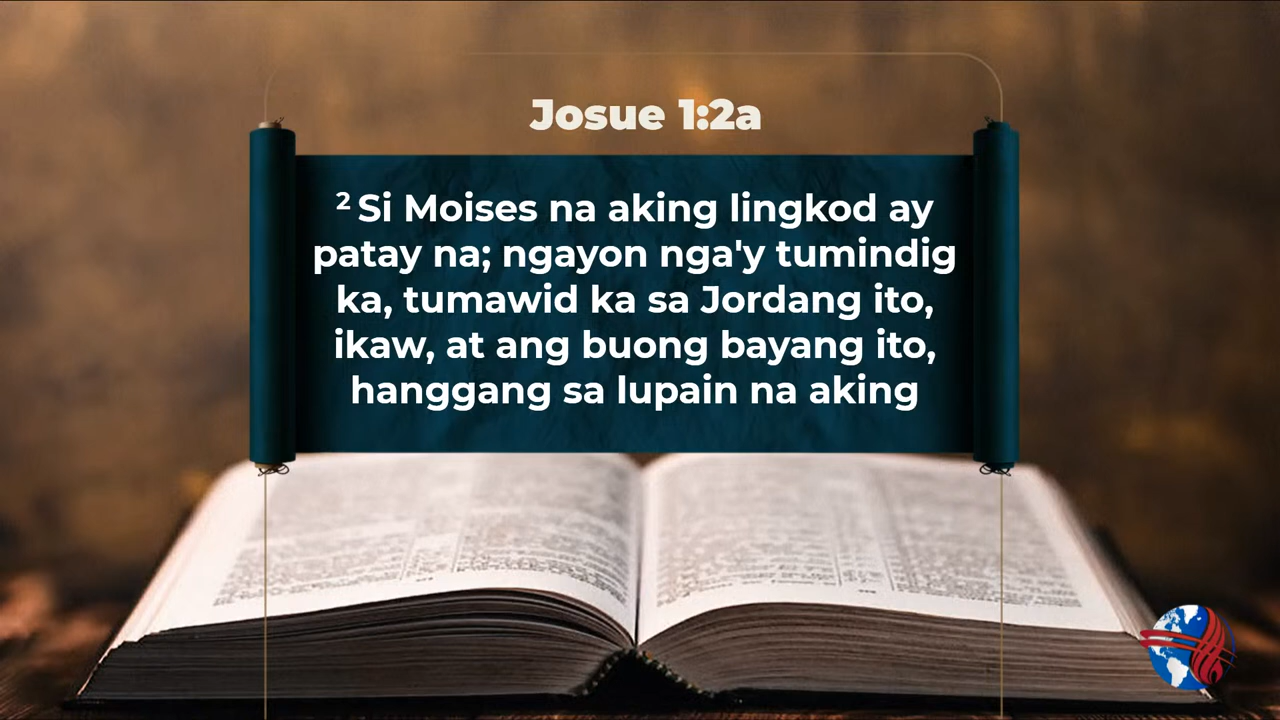 Josue 1:2a
² Si Moises na aking lingkod ay
patay na; ngayon nga'y tumindig
ka, tumawid ka sa Jordang ito,
ikaw, at ang buong bayang ito,
hanggang sa lupain na aking